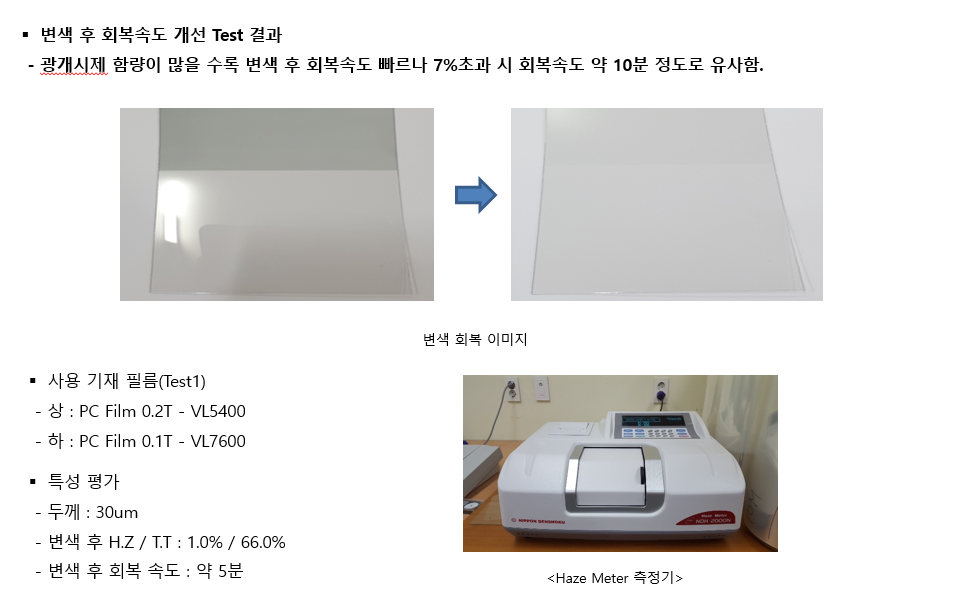 ▪ 변색 후 회복속도 개선 Test 결과
- 광개시제 함량이 많을 수록 변색 후 회복속도 빠르나 7%초과 시 회복속도 약 10분 정도로 유사함.
변색 회복 이미지
▪ 사용 기재 필름(Test1)
- 상 : PC Film 0.2T - VL5400
- 하 : PC Film 0.1T - VL7600
▪ 특성 평가
- 두께 : 30um
- 변색 후 H.Z / T.T : 1.0% / 66.0%
- 변색 후 회복 속도 : 약 5분
NIPPON DENSHOKU
Haze Meter
NDH 2000N
<Haze Meter 측정기>